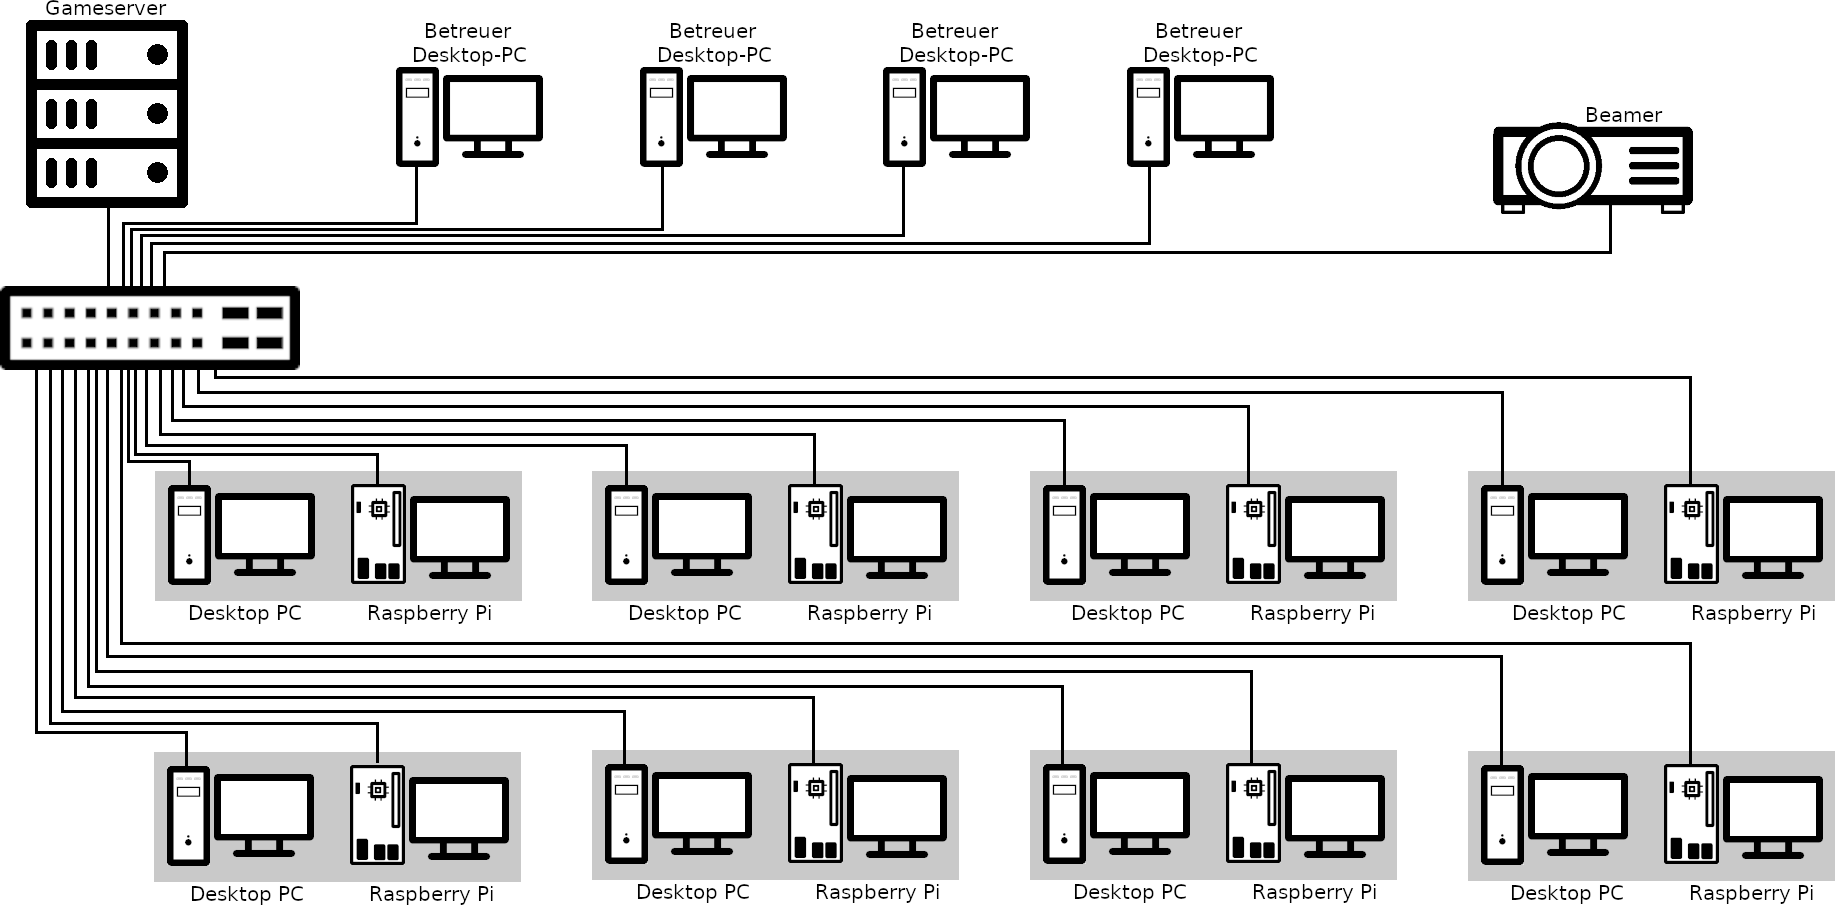 Gameserver
Betreuer
Desktop-PC
Betreuer
Desktop-PC
Betreuer
Desktop-PC
Betreuer
Desktop-PC
Beamer
Desktop PC
Raspberry Pi
Desktop PC
Raspberry Pi
Desktop PC
Raspberry Pi
Desktop PC
Raspberry Pi
Desktop PC
Raspberry Pi
Desktop PC
Raspberry Pi
Desktop PC
Raspberry Pi
Desktop PC
Raspberry Pi